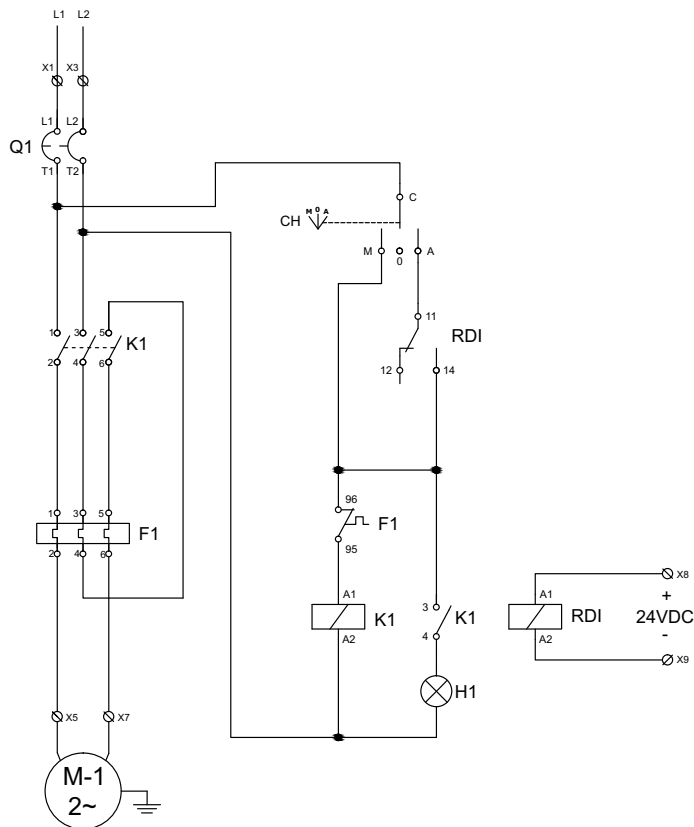 L1 L2
X1 X3
L1 L2
Q1
T1 T2
C
CH M 0 A
M 0 A
11
1 3 5
K1
RDI
2 4 6
12 14
96
1 3 5
F1
F1
2 4 6
95
X8
A1
3
A1
+
K1
K1
RDI
24VDC
A2
4
A2
-
X9
H1
X5 X7
M-1
2~